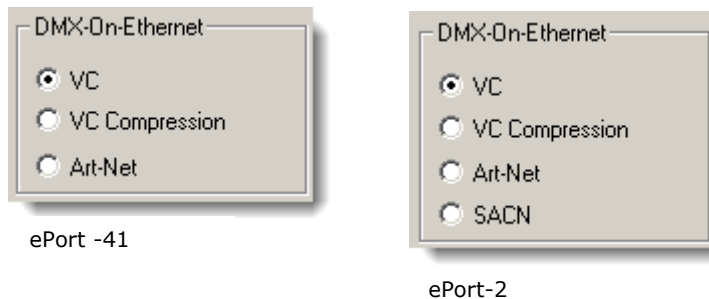 DMX-On-Ethernet
VC
VC Compression
Art-Net
ePort -41
DMX-On-Ethernet
VC
VC Compression
Art-Net
SACN
ePort-2